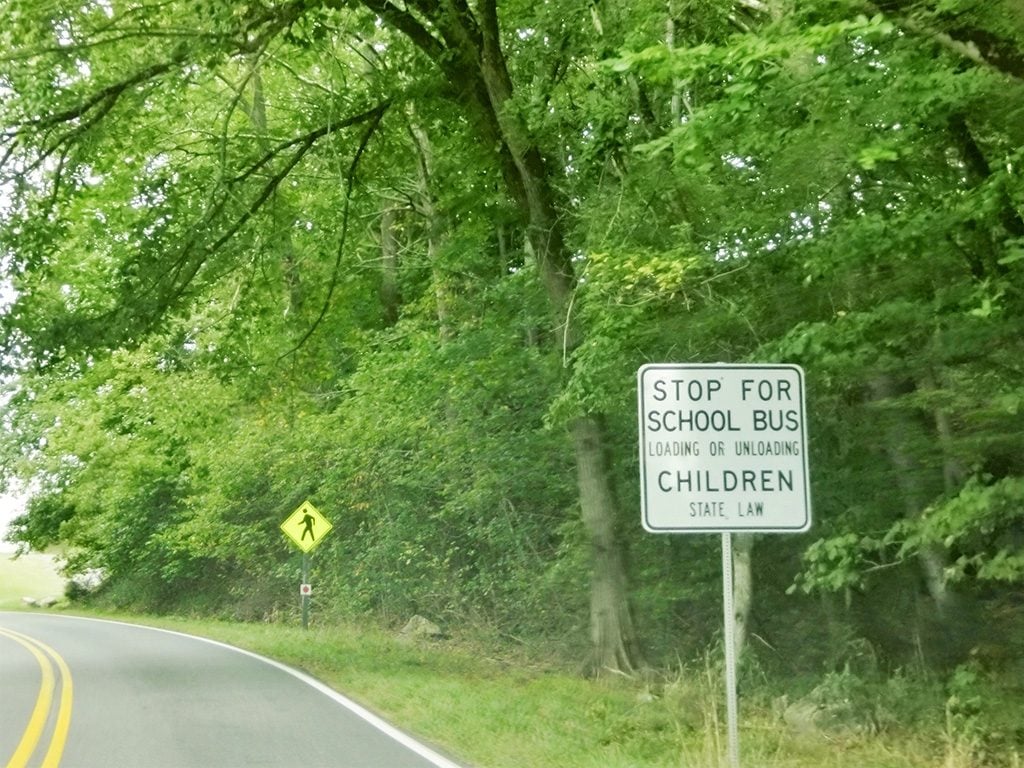 STOP FOR
SCHOOL BUS
LOADING OR UNLOADING
CHILDREN
STATE LAW